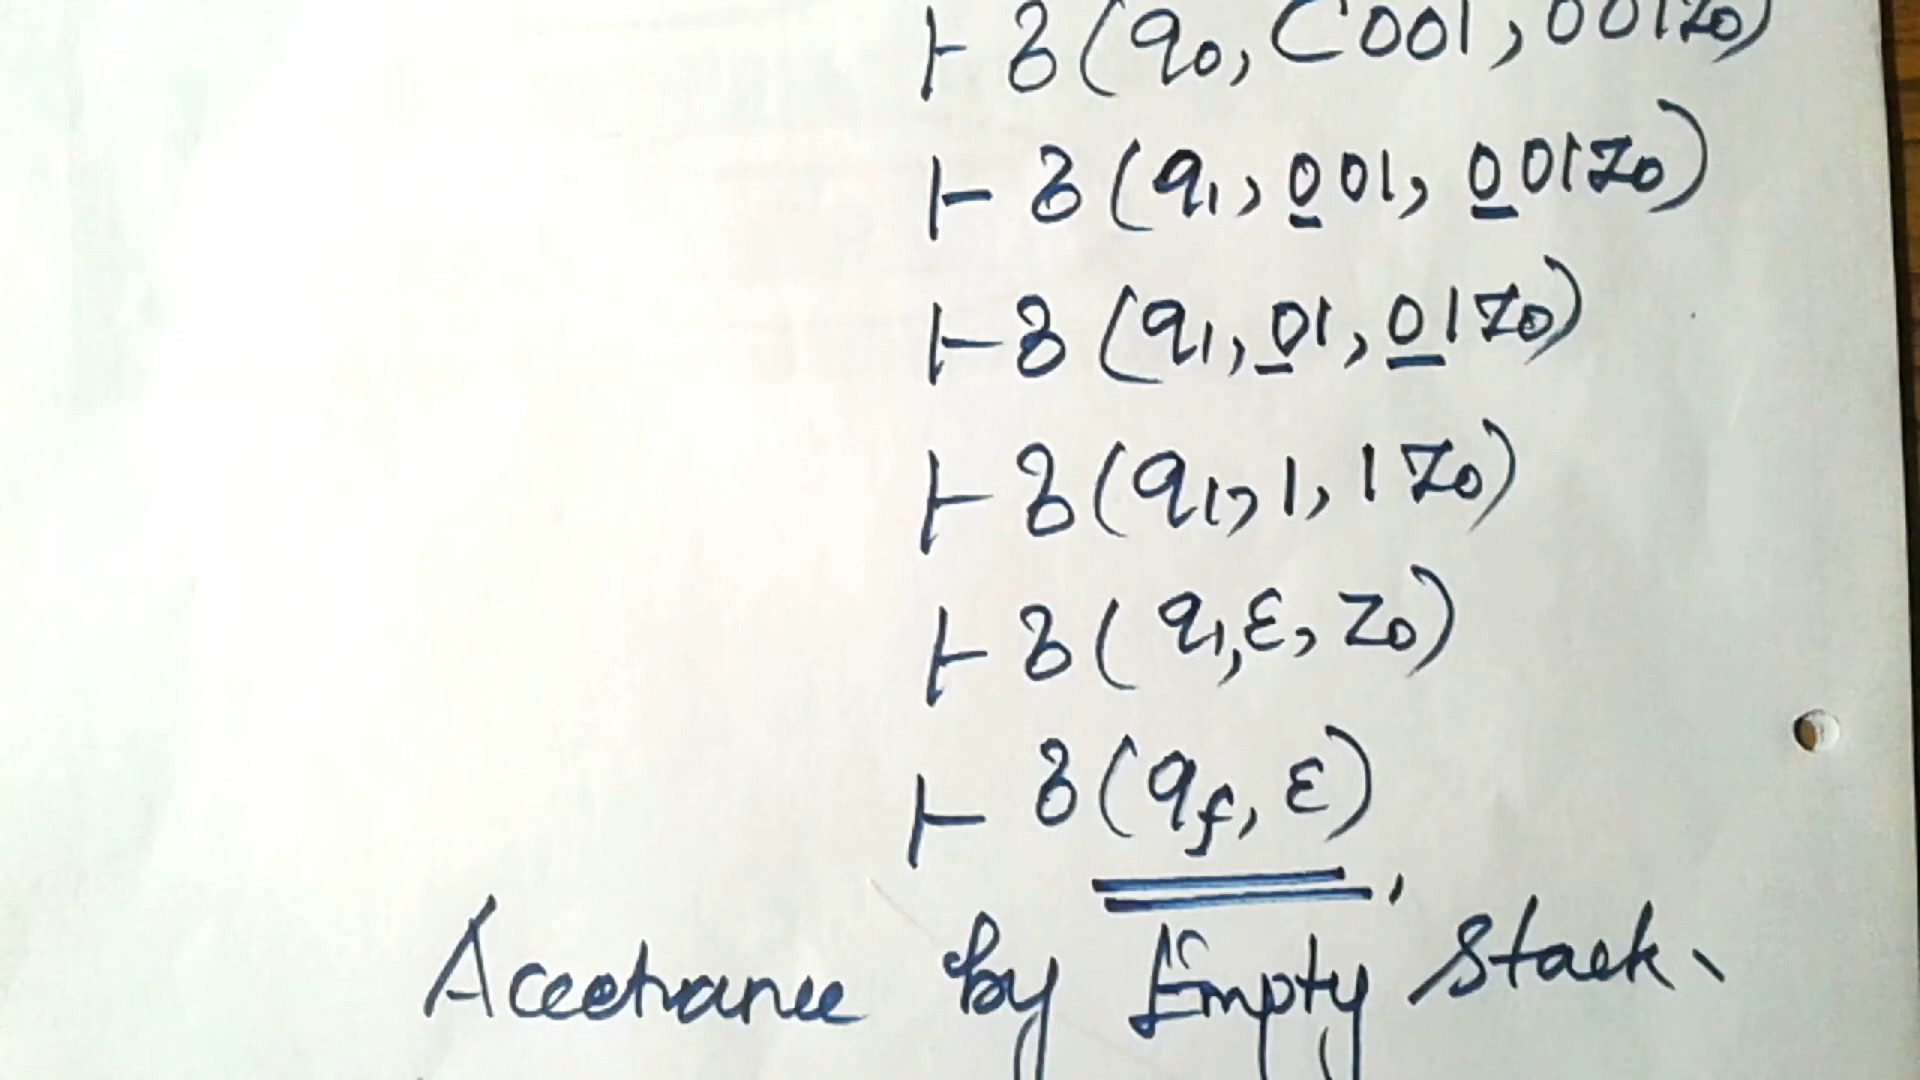 ⊢ δ(q0, C001, 001z0)
⊢ δ(q1, 001, 001z0)
⊢ δ(q1, 01, 01z0)
⊢ δ(q1, 1, 1z0)
⊢ δ(q1, ε, z0)
⊢ δ(qf, ε)
Acceptance by Empty Stack.